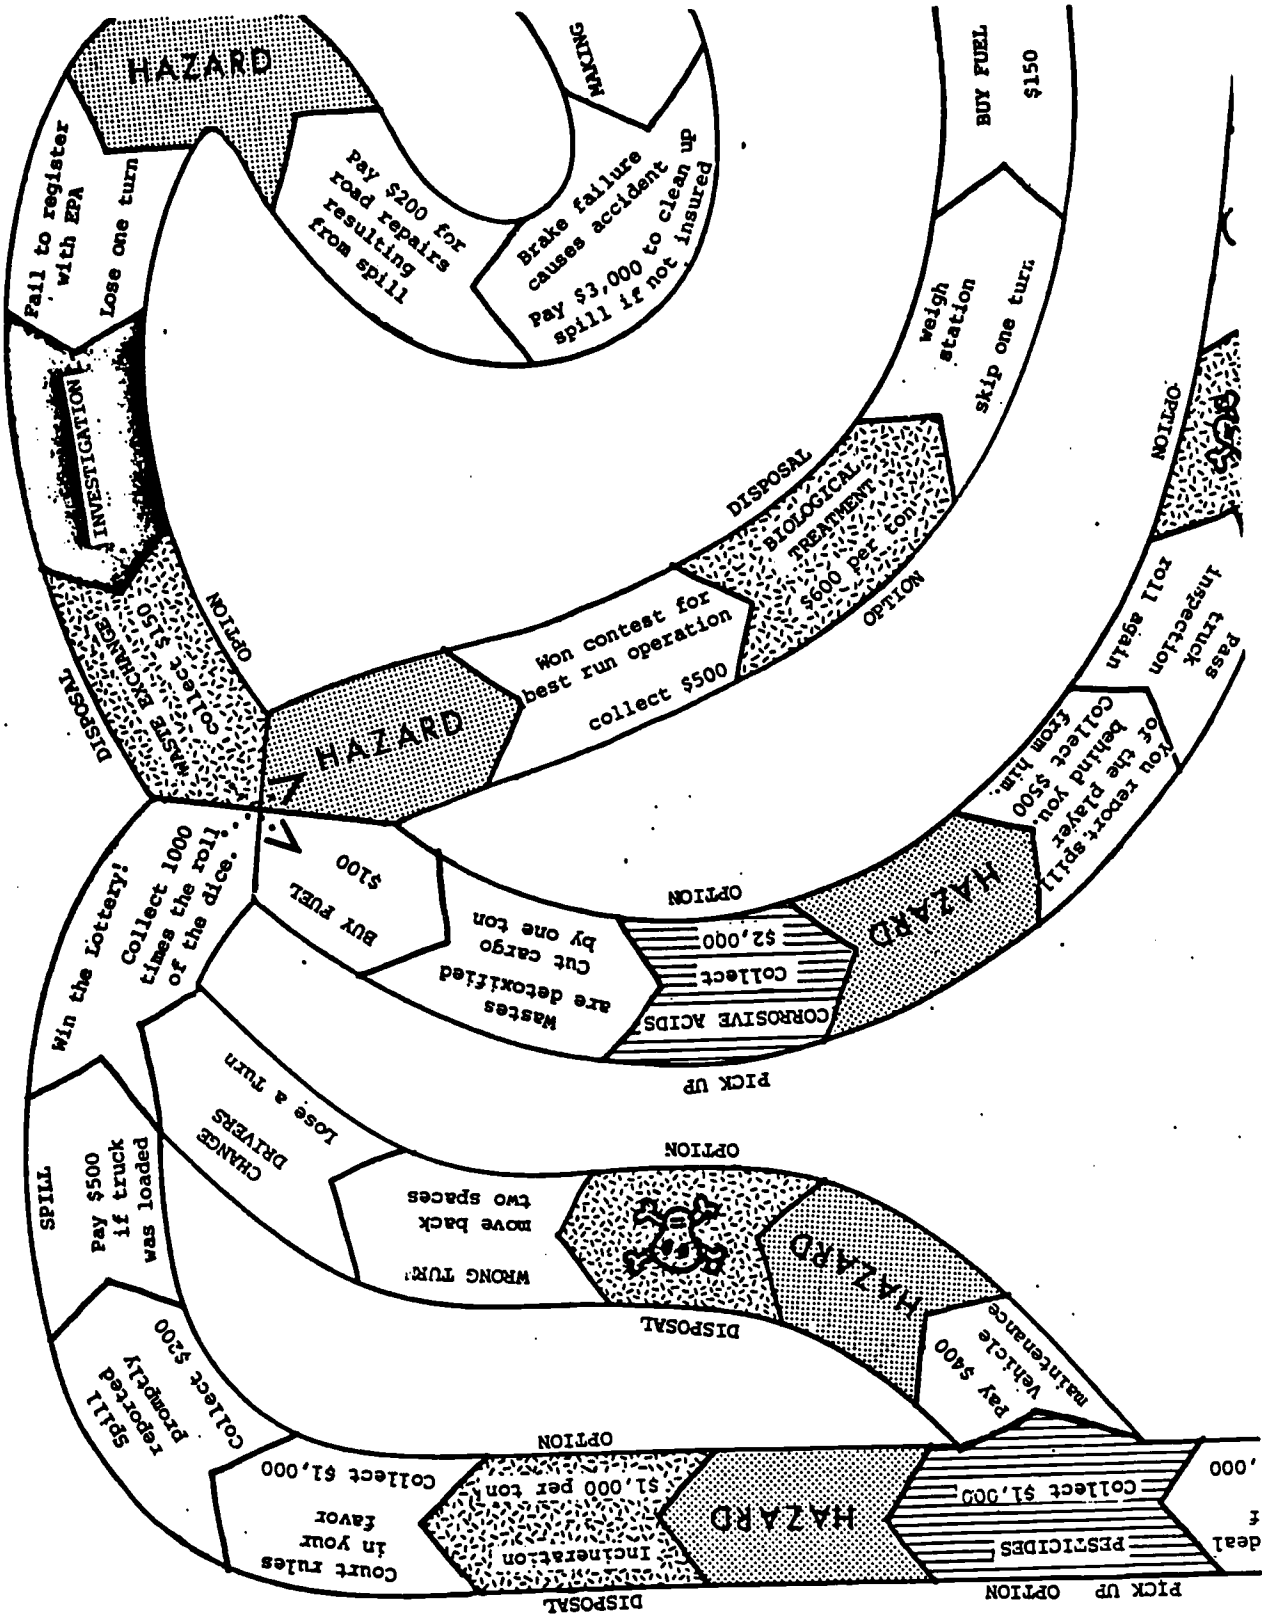 HAZARD
MAKING
BUY FUEL
$150
Fail to register
with EPA
Lose one turn
Pay $200 for
road repairs
resulting
from spill
Brake failure
causes accident
Pay $3,000 to clean up
spill if not insured
weigh
station
skip one turn
INVESTIGATION
DISPOSAL
WASTE EXCHANGE
Collect $150
OPTION
HAZARD
Won contest for
best run operation
collect $500
DISPOSAL
BIOLOGICAL
TREATMENT
$600 per ton
OPTION
OPTION
Pass
truck
inspection
roll again
You report spill
of the player
behind you.
Collect $500
from him.
HAZARD
OPTION
CORROSIVE ACIDS
Collect
$2,000
PICK UP
Wastes
are detoxified
Cut cargo
by one ton
BUY FUEL
$100
Win the Lottery!
Collect 1000
times the roll
of the dice.
SPILL
Pay $500
if truck
was loaded
CHANGE
DRIVERS
Lose a Turn
WRONG TURN
move back
two spaces
OPTION
DISPOSAL
HAZARD
Pay $400
Vehicle
maintenance
Spill
reported
promptly
Collect $200
Court rules
in your
favor
Collect $1,000
OPTION
Incineration
$1,000 per ton
DISPOSAL
HAZARD
PESTICIDES
Collect $1,000
PICK UP OPTION
deal
f
,000